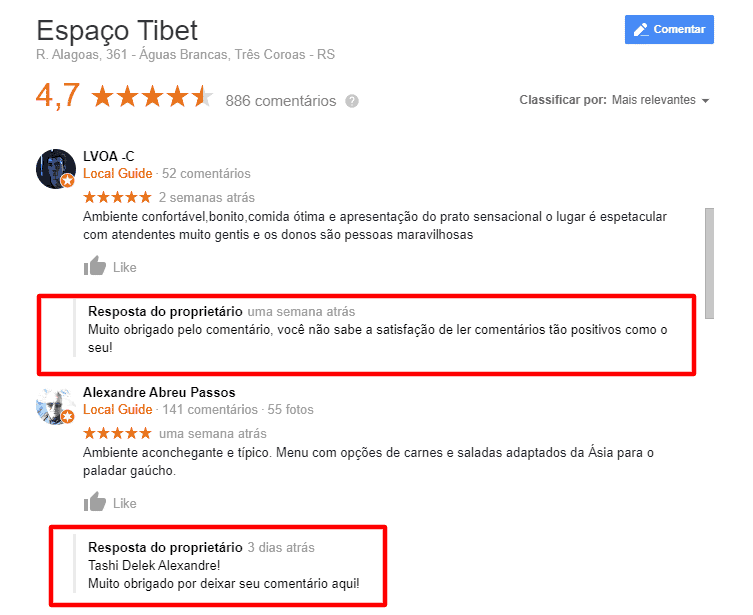 Espaço Tibet
Comentar
R. Alagoas, 361 - Águas Brancas, Três Coroas - RS
4,7
886 comentários ?
Classificar por: Mais relevantes
LVOA -C
Local Guide · 52 comentários
2 semanas atrás
Ambiente confortável,bonito,comida ótima e apresentação do prato sensacional o lugar é espetacular
com atendentes muito gentis e os donos são pessoas maravilhosas
Like
Resposta do proprietário uma semana atrás
Muito obrigado pelo comentário, você não sabe a satisfação de ler comentários tão positivos como o
seu!
Alexandre Abreu Passos
Local Guide · 141 comentários · 55 fotos
uma semana atrás
Ambiente aconchegante e típico. Menu com opções de carnes e saladas adaptados da Ásia para o
paladar gaúcho.
Like
Resposta do proprietário 3 dias atrás
Tashi Delek Alexandre!
Muito obrigado por deixar seu comentário aqui!